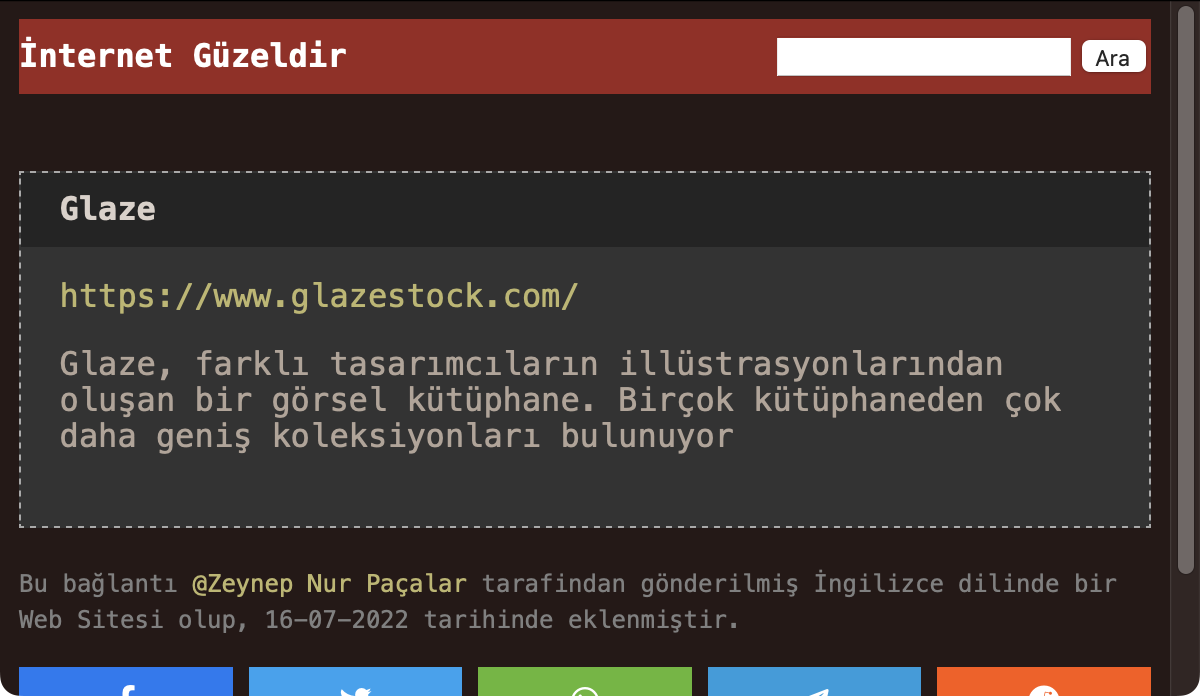 İnternet Güzeldir
Ara
Glaze
https://www.glazestock.com/
Glaze, farklı tasarımcıların illüstrasyonlarından
oluşan bir görsel kütüphane. Birçok kütüphaneden çok
daha geniş koleksiyonları bulunuyor
Bu bağlantı @Zeynep Nur Paçalar tarafından gönderilmiş İngilizce dilinde bir
Web Sitesi olup, 16-07-2022 tarihinde eklenmiştir.